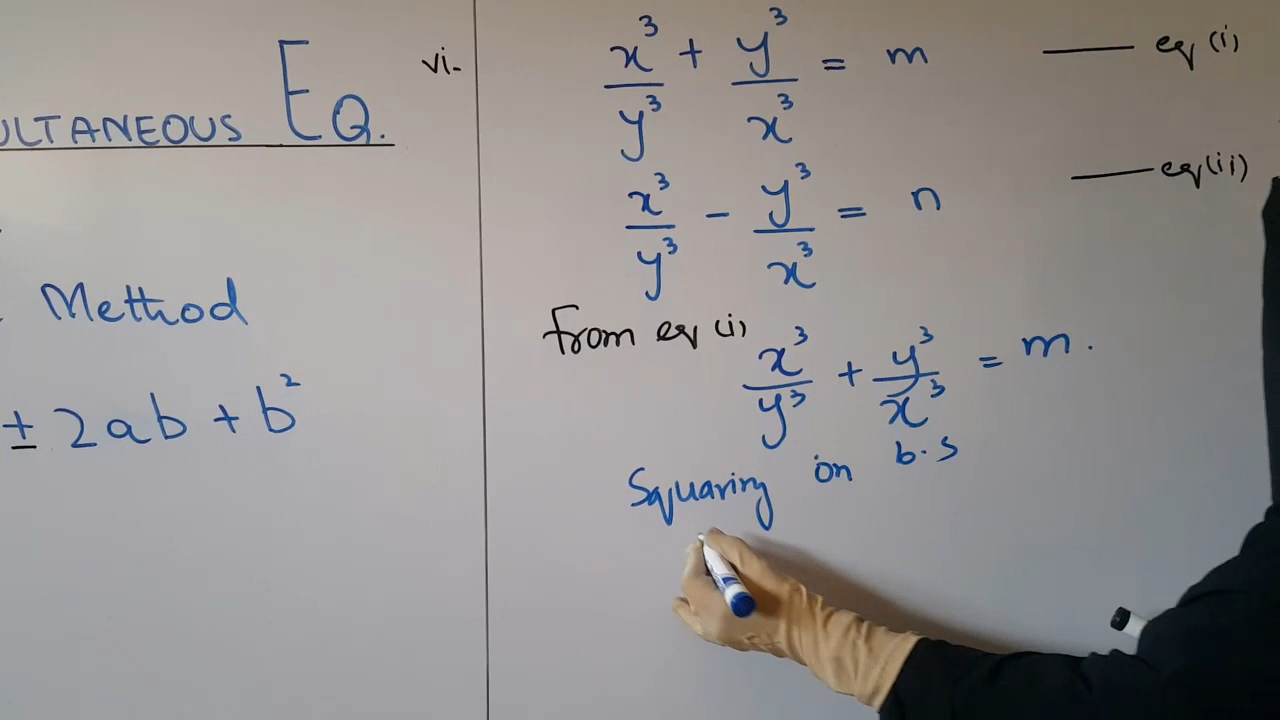 ULTANEOUS EQ.
Method
± 2ab + b²
vi- x³/y³ + y³/x³ = m —— eq(i)
x³/y³ - y³/x³ = n —— eq(ii)
From eq(i) x³/y³ + y³/x³ = m.
Squaring on b.s